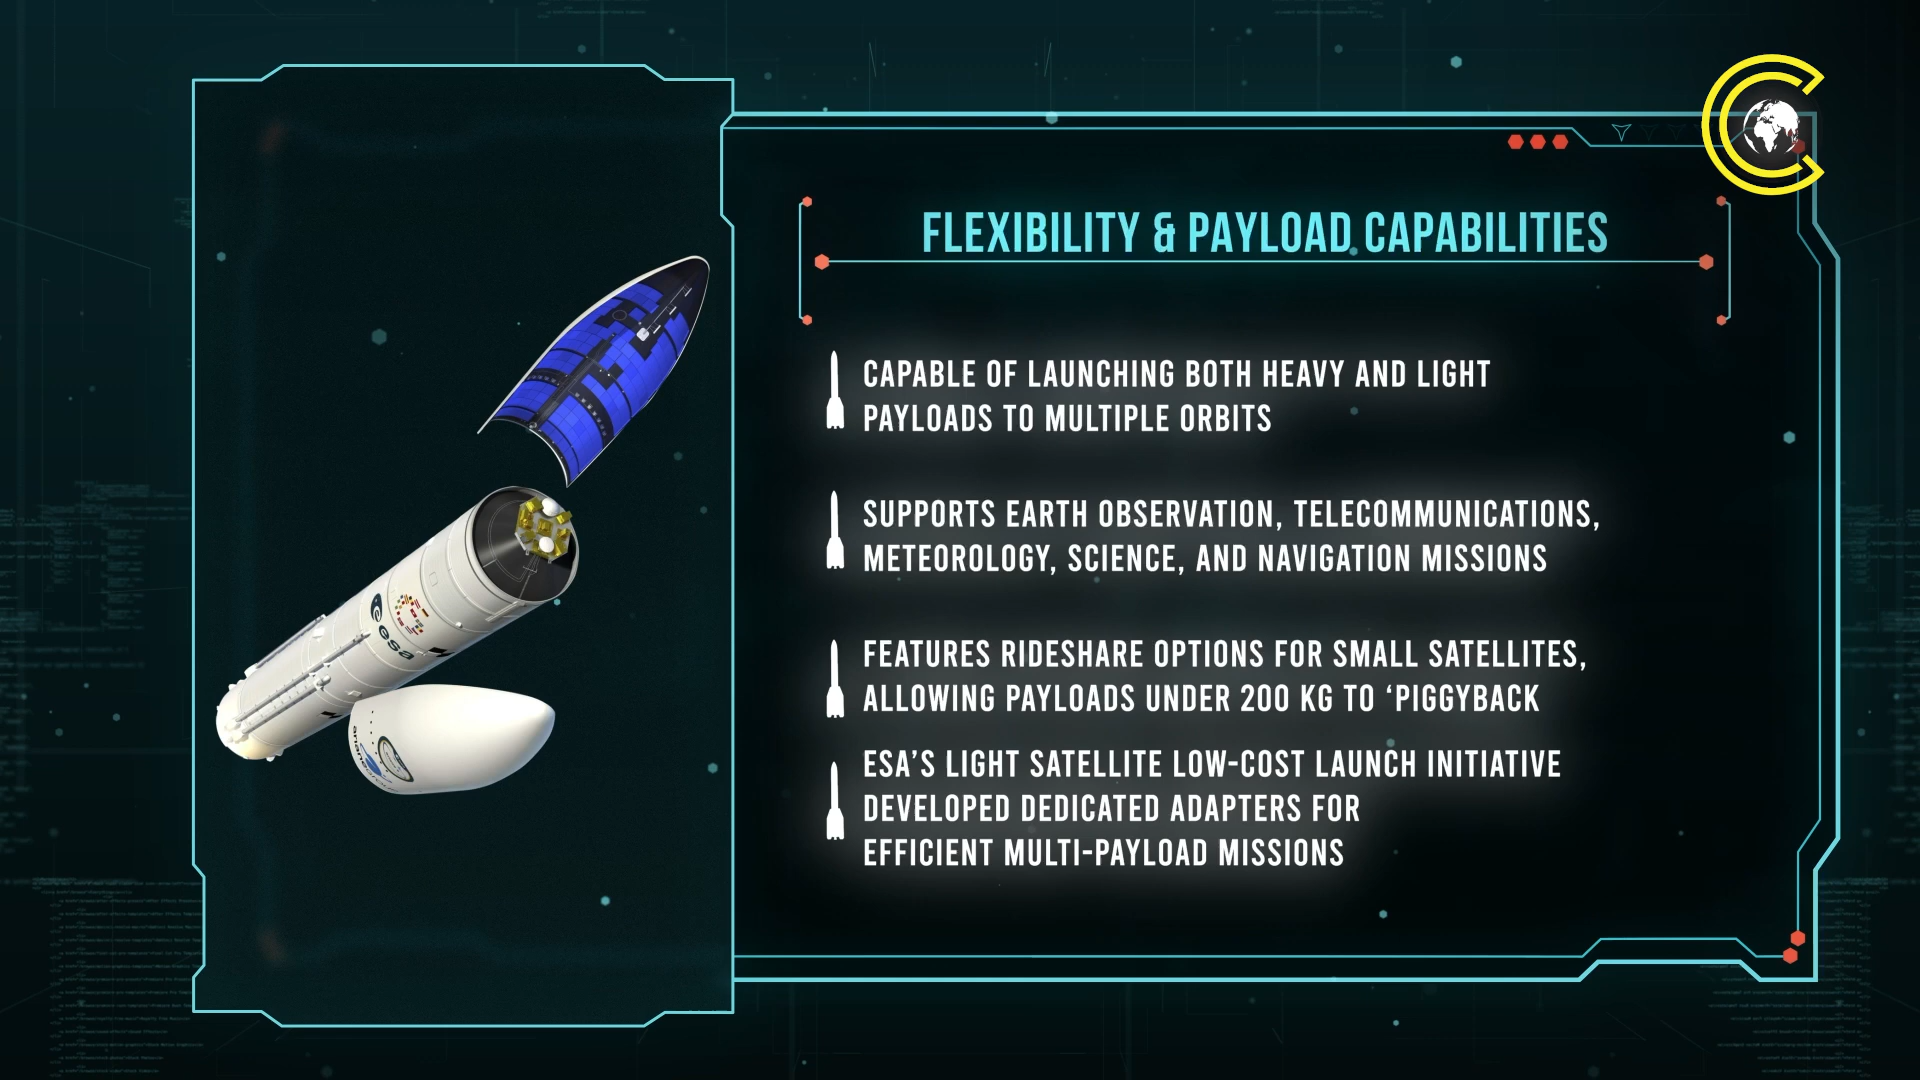 FLEXIBILITY & PAYLOAD CAPABILITIES
CAPABLE OF LAUNCHING BOTH HEAVY AND LIGHT
PAYLOADS TO MULTIPLE ORBITS
SUPPORTS EARTH OBSERVATION, TELECOMMUNICATIONS,
METEOROLOGY, SCIENCE, AND NAVIGATION MISSIONS
FEATURES RIDESHARE OPTIONS FOR SMALL SATELLITES,
ALLOWING PAYLOADS UNDER 200 KG TO ‘PIGGYBACK
ESA’S LIGHT SATELLITE LOW-COST LAUNCH INITIATIVE
DEVELOPED DEDICATED ADAPTERS FOR
EFFICIENT MULTI-PAYLOAD MISSIONS
esa